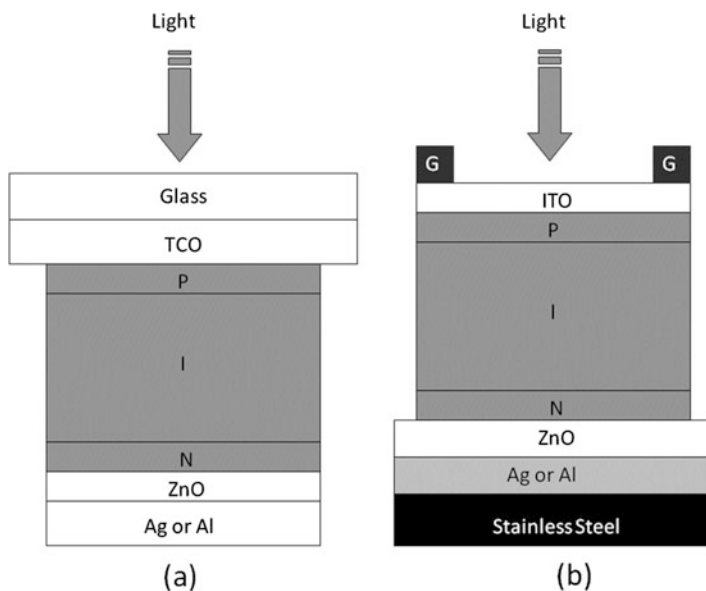 Light
Glass
TCO
P
I
N
ZnO
Ag or Al
(a)
Light
G G
ITO
P
I
N
ZnO
Ag or Al
Stainless Steel
(b)